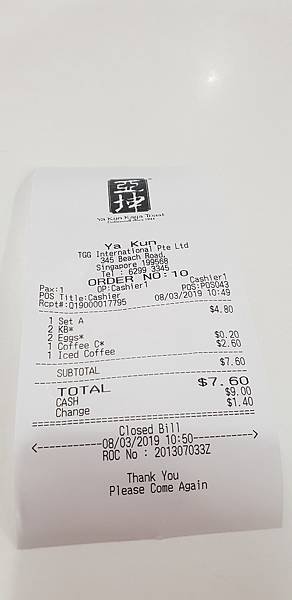 亞坤
Ya Kun Kaya Toast
Ya Kun
TGG International Pte Ltd
345 Beach Road,
Singapore 199568
Tel : 6299 3345
ORDER NO:10
Pax:1 OP:Cashier1 Cashier1
POS Title:Cashier POS:POS043
Rcpt#:Q19000017795 08/03/2019 10:49
1 Set A $4.80
2 KB*
2 Eggs* $0.20
1 Coffee C* $2.60
1 Iced Coffee
SUBTOTAL $7.60
TOTAL $7.60
CASH $9.00
Change $1.40
Closed Bill
08/03/2019 10:50
ROC No : 201307033Z
Thank You
Please Come Again